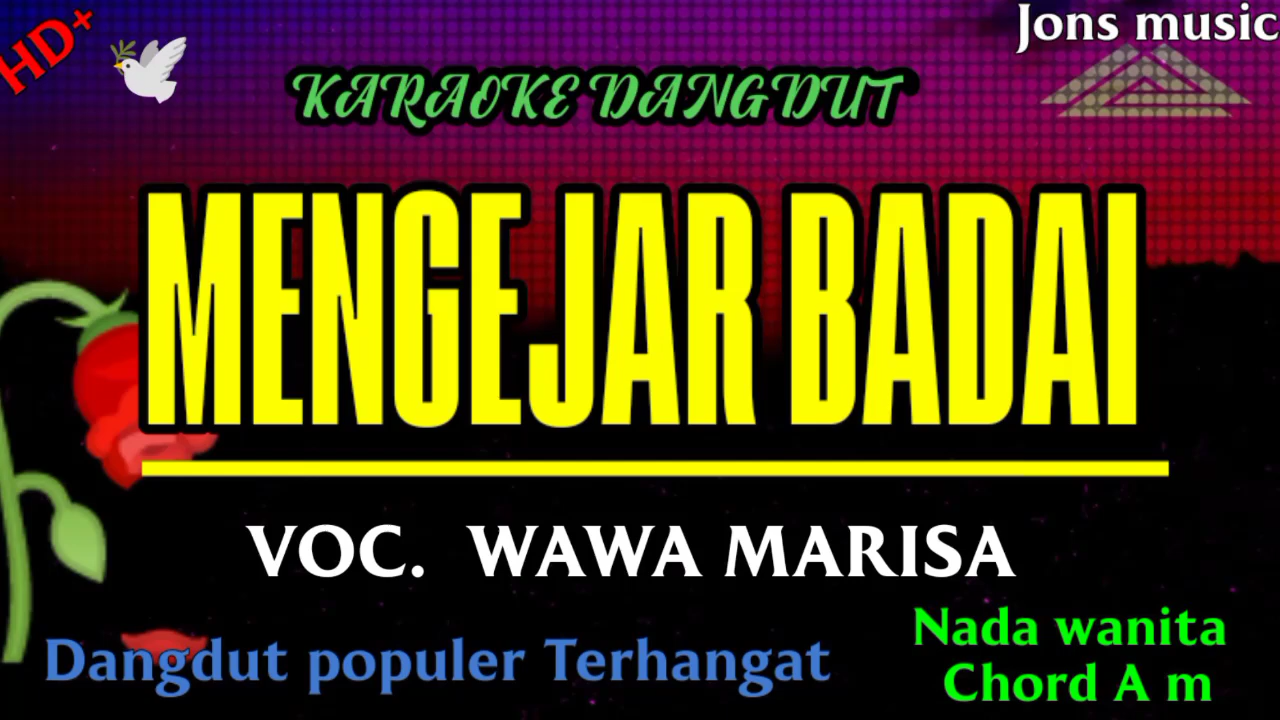 HD+
Jons music
KARAOKE DANGDUT
MENGEJAR BADAI
VOC. WAWA MARISA
Nada wanita
Dangdut populer Terhangat
Chord A m